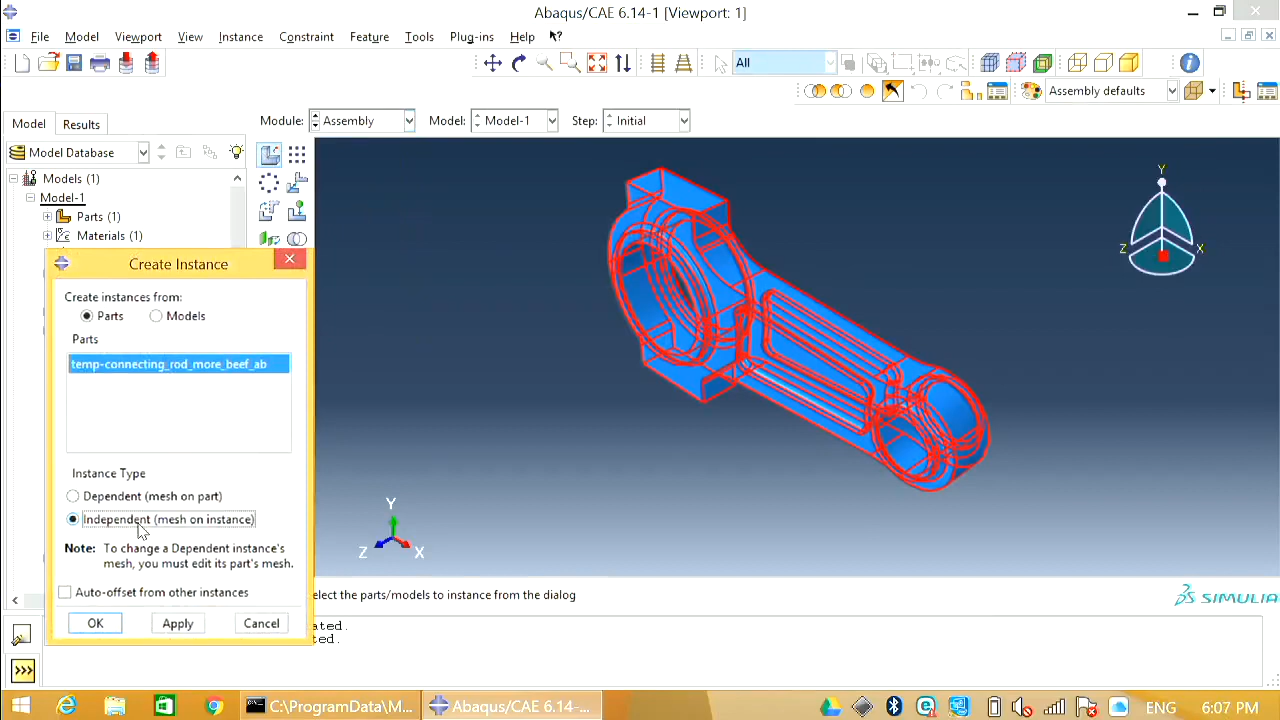 Abaqus/CAE 6.14-1 [Viewport: 1]
File Model Viewport View Instance Constraint Feature Tools Plug-ins Help
All
Assembly defaults
Model Results
Module: Assembly Model: Model-1 Step: Initial
Model Database
Models (1)
Model-1
Parts (1)
Materials (1)
Create Instance
Create instances from:
Parts Models
Parts
temp-connecting_rod_more_beef_ab
Instance Type
Dependent (mesh on part)
Independent (mesh on instance)
Note: To change a Dependent instance's
mesh, you must edit its part's mesh.
Auto-offset from other instances
OK Apply Cancel
Y
Z X
Y
Z X
elect the parts/models to instance from the dialog
SIMULIA
ated.
ted.
>>>
C:\ProgramData\M...
Abaqus/CAE 6.14-...
ENG 6:07 PM